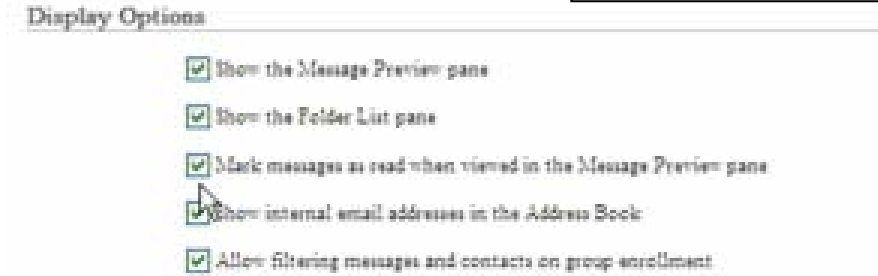 Display Options
Show the Message Preview pane
Show the Folder List pane
Mark messages as read when viewed in the Message Preview pane
Show internal email addresses in the Address Book
Allow filtering messages and contacts on group enrollment